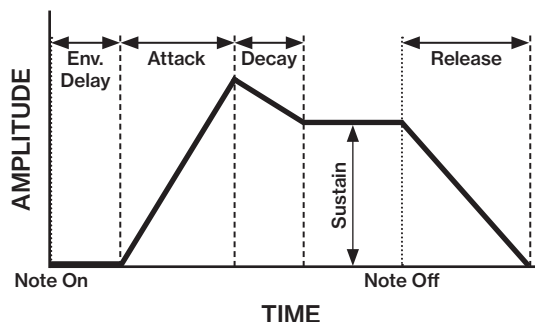 Env.
Delay
Attack
Decay
Release
AMPLITUDE
Sustain
Note On
Note Off
TIME